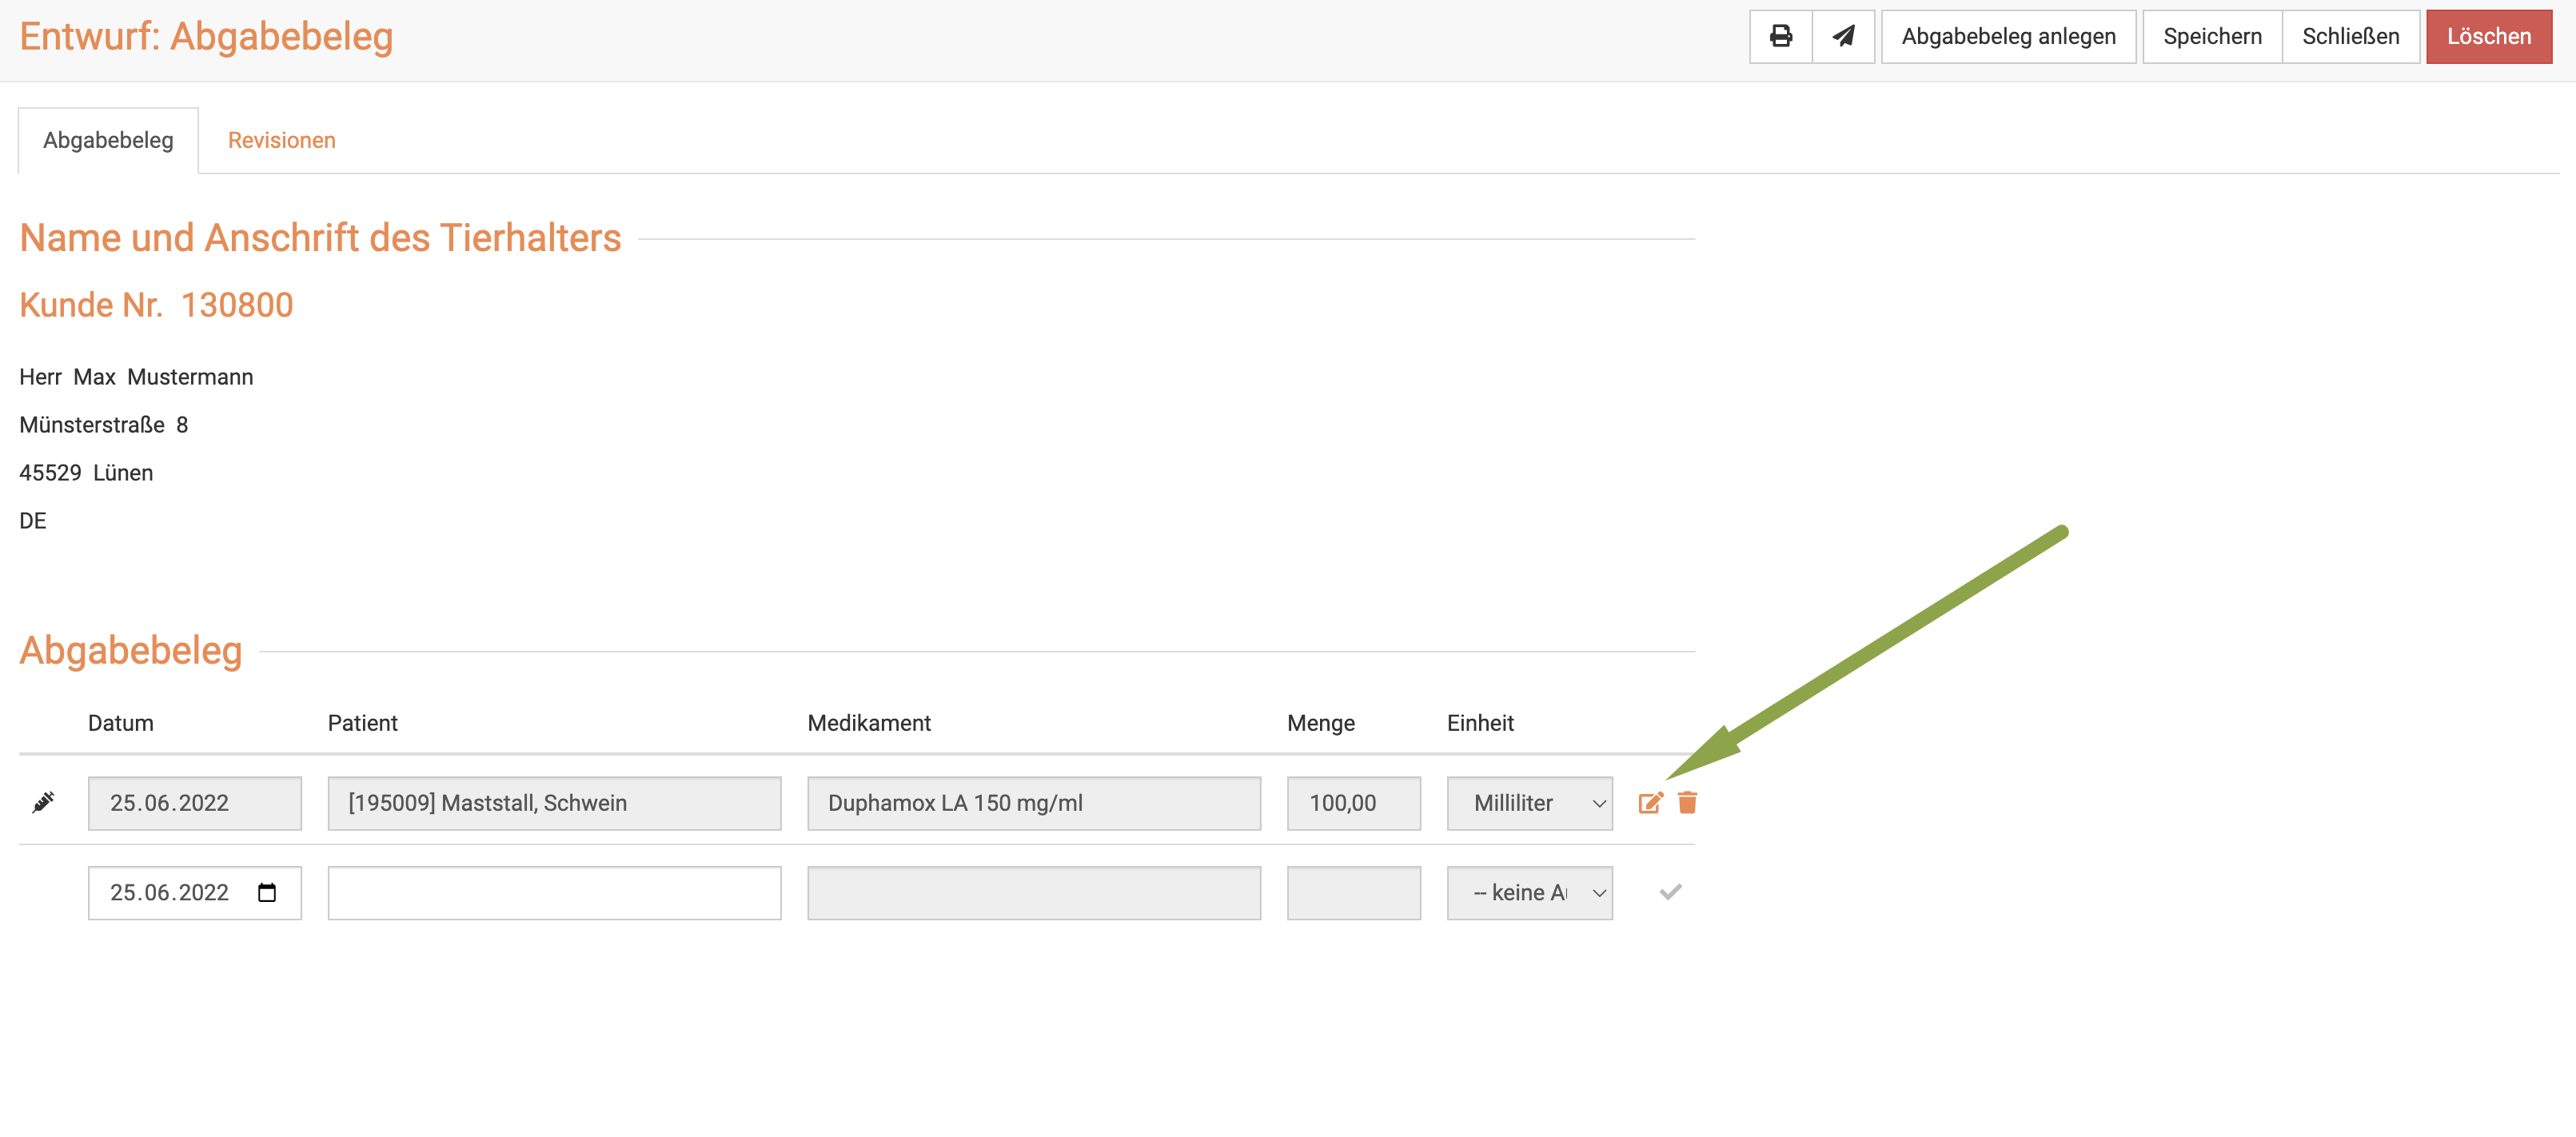 Entwurf: Abgabebeleg
Abgabebeleg anlegen Speichern Schließen Löschen
Abgabebeleg Revisionen
Name und Anschrift des Tierhalters
Kunde Nr. 130800
Herr Max Mustermann
Münsterstraße 8
45529 Lünen
DE
Abgabebeleg
Datum Patient Medikament Menge Einheit
25.06.2022 [195009] Maststall, Schwein Duphamox LA 150 mg/ml 100,00 Milliliter
25.06.2022 -- keine A